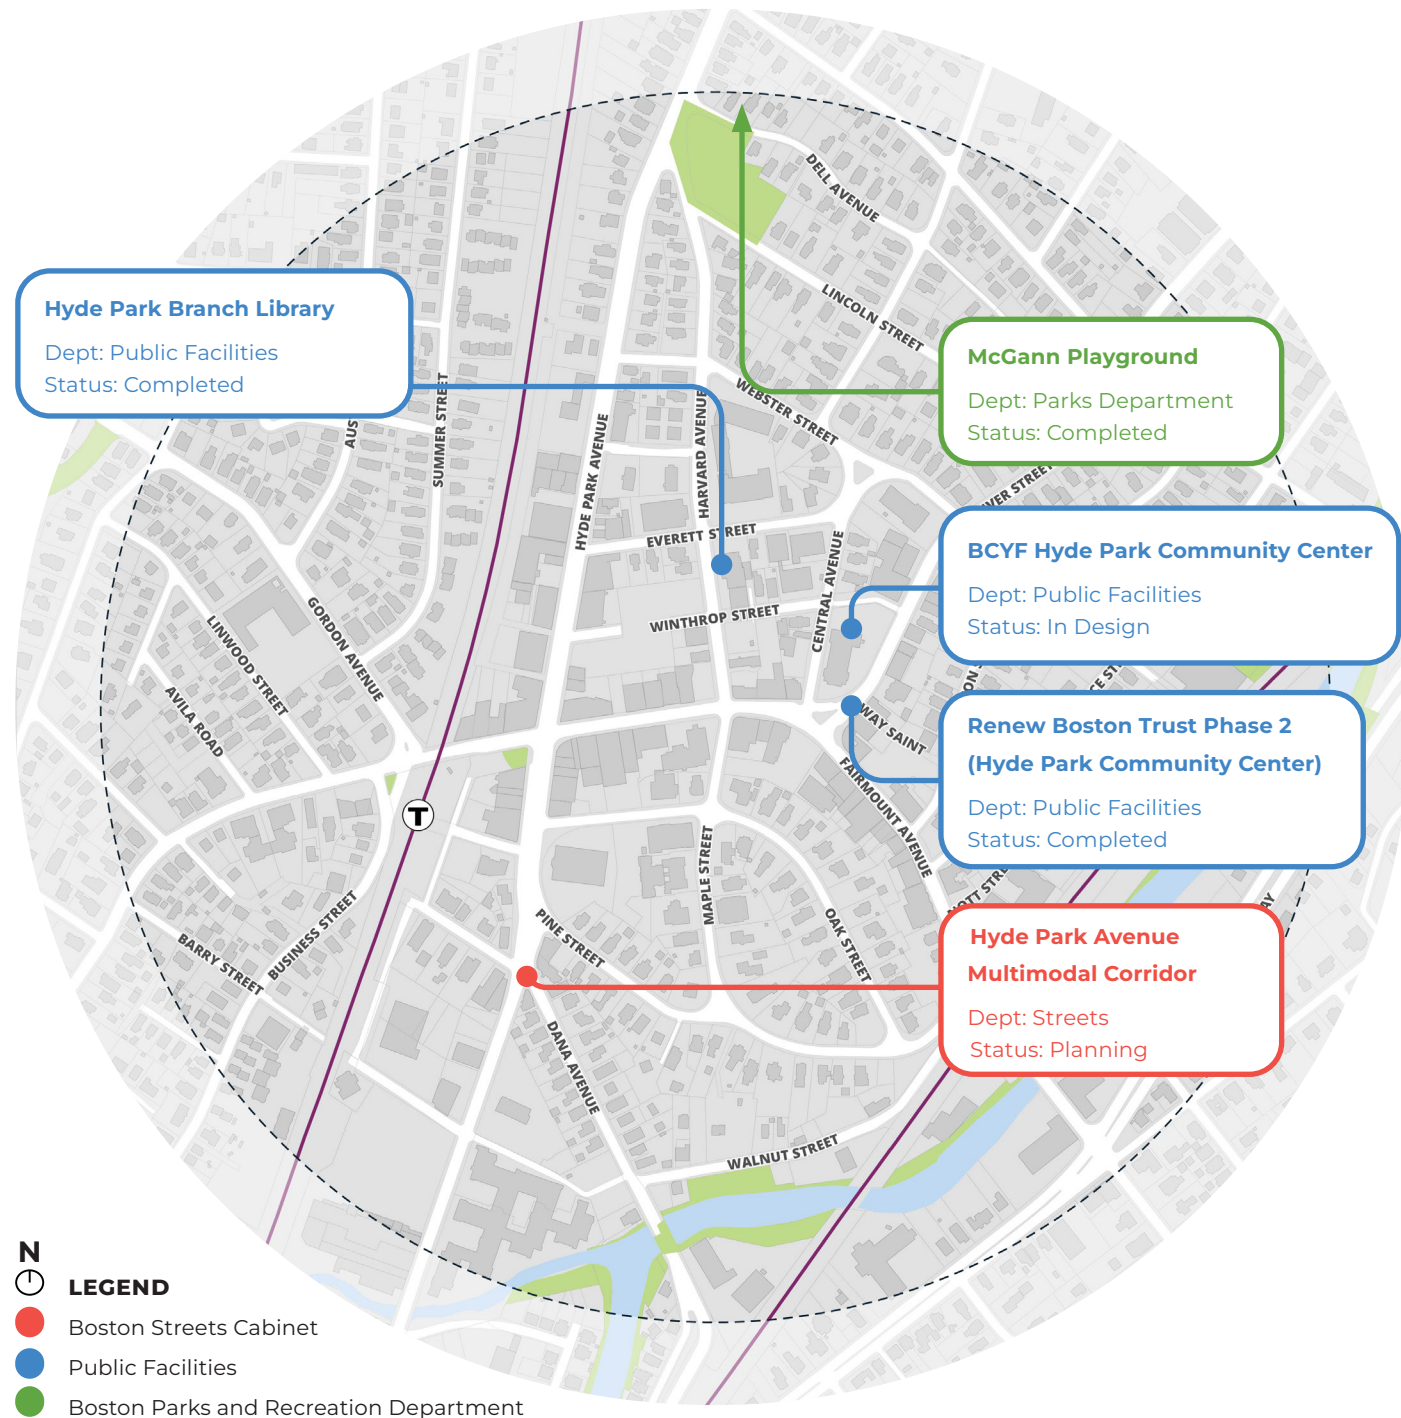 DELL AVENUE
LINCOLN STREET
Hyde Park Branch Library
Dept: Public Facilities
Status: Completed
McGann Playground
Dept: Parks Department
Status: Completed
WEBSTER STREET
SUMMER STREET
HARVARD AVENUE
HYDE PARK AVENUE
EVERETT STREET
BCYF Hyde Park Community Center
Dept: Public Facilities
Status: In Design
CENTRAL AVENUE
WINTHROP STREET
GORDON AVENUE
LINWOOD STREET
AVILA ROAD
WAY SAINT
Renew Boston Trust Phase 2
(Hyde Park Community Center)
Dept: Public Facilities
Status: Completed
FAIRMOUNT AVENUE
T
MAPLE STREET
OAK STREET
PINE STREET
BUSINESS STREET
BARRY STREET
Hyde Park Avenue
Multimodal Corridor
Dept: Streets
Status: Planning
DANA AVENUE
WALNUT STREET
N
LEGEND
Boston Streets Cabinet
Public Facilities
Boston Parks and Recreation Department